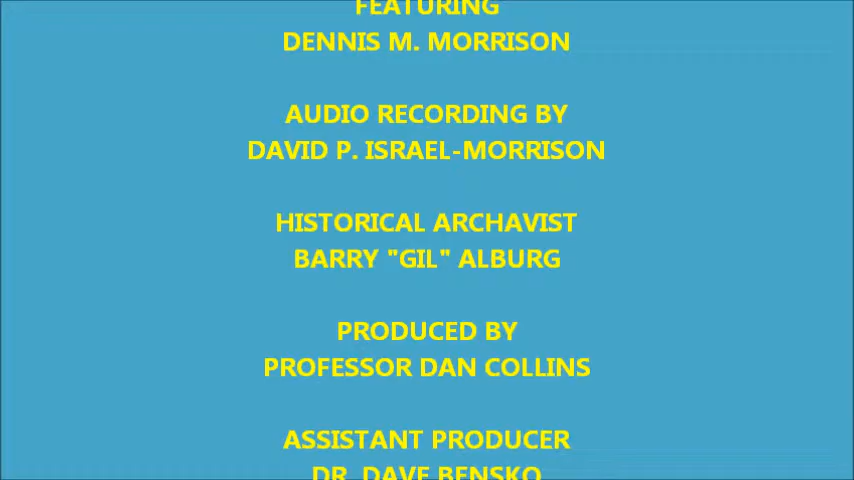 FEATURING
DENNIS M. MORRISON
AUDIO RECORDING BY
DAVID P. ISRAEL-MORRISON
HISTORICAL ARCHAVIST
BARRY "GIL" ALBURG
PRODUCED BY
PROFESSOR DAN COLLINS
ASSISTANT PRODUCER
DR. DAVE BENSKO